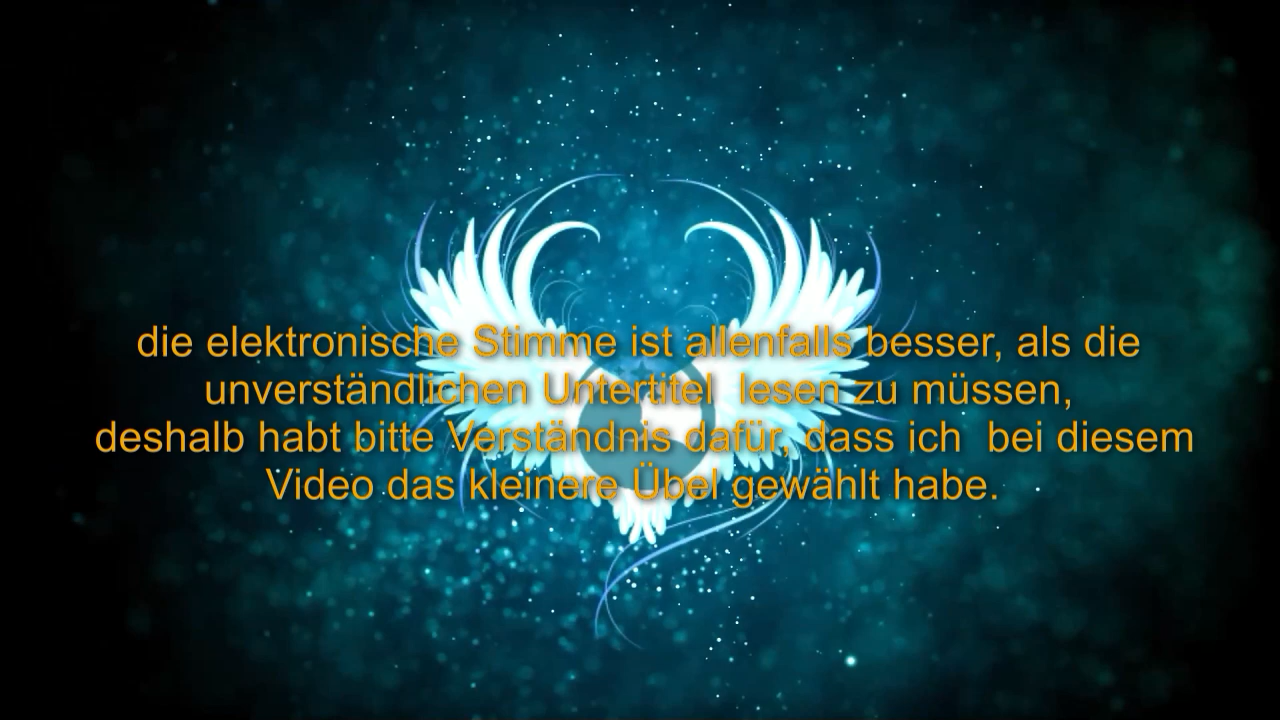 die elektronische Stimme ist allenfalls besser, als die
unverständlichen Untertitel  lesen zu müssen,
deshalb habt bitte Verständnis dafür, dass ich  bei diesem
Video das kleinere Übel gewählt habe.